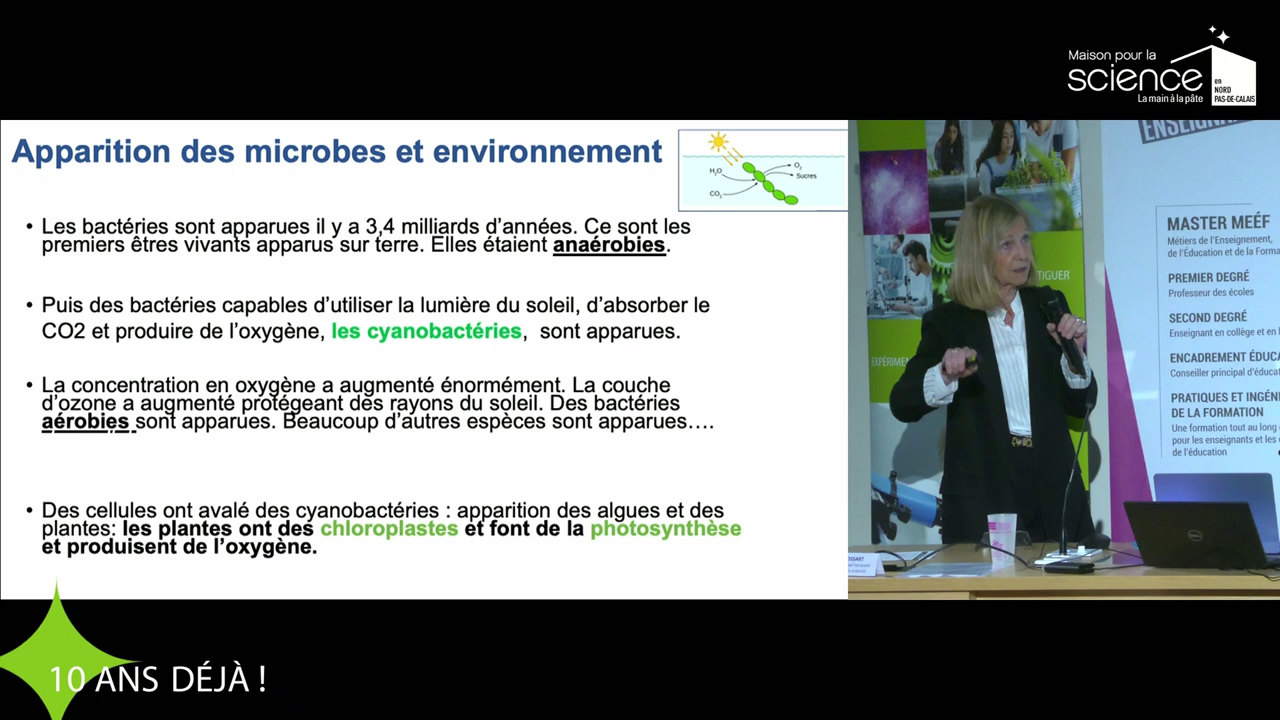 Maison pour la
science
en
NORD
PAS-DE-CALAIS
La main à la pâte
Apparition des microbes et environnement
H2O
CO2
O2
Sucres
• Les bactéries sont apparues il y a 3,4 milliards d’années. Ce sont les
premiers êtres vivants apparus sur terre. Elles étaient anaérobies.
• Puis des bactéries capables d’utiliser la lumière du soleil, d’absorber le
CO2 et produire de l’oxygène, les cyanobactéries, sont apparues.
• La concentration en oxygène a augmenté énormément. La couche
d’ozone a augmenté protégeant des rayons du soleil. Des bactéries
aérobies sont apparues. Beaucoup d’autres espèces sont apparues….
• Des cellules ont avalé des cyanobactéries : apparition des algues et des
plantes: les plantes ont des chloroplastes et font de la photosynthèse
et produisent de l’oxygène.
MASTER MEÉF
Métiers de l’Enseignement,
de l’Éducation et de la Forma
PREMIER DEGRÉ
Professeur des écoles
SECOND DEGRÉ
Enseignant en collège et en
ENCADREMENT ÉDUCA
Conseiller principal d’éducat
PRATIQUES ET INGÉNI
DE LA FORMATION
Une formation tout au long
pour les enseignants et les
de l’éducation
TIGUER
EXPÉRIMEN
DELL
10 ANS DÉJÀ !